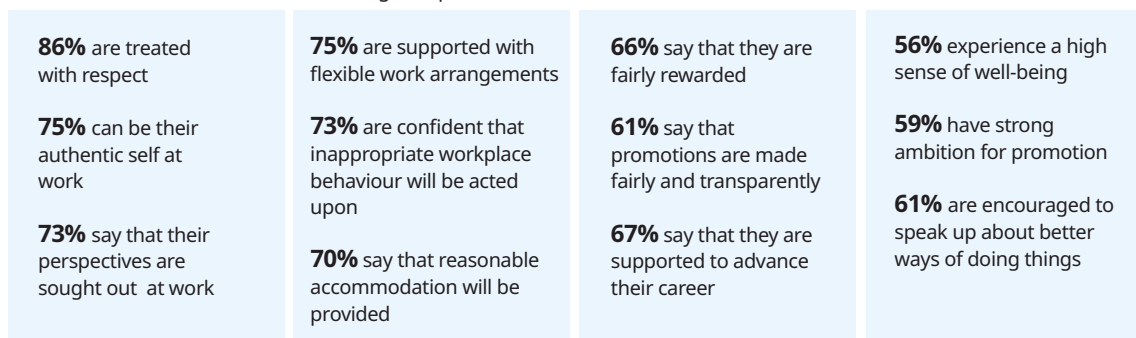 86% are treated
with respect
75% can be their
authentic self at
work
73% say that their
perspectives are
sought out at work
75% are supported with
flexible work arrangements
73% are confident that
inappropriate workplace
behaviour will be acted
upon
70% say that reasonable
accommodation will be
provided
66% say that they are
fairly rewarded
61% say that
promotions are made
fairly and transparently
67% say that they are
supported to advance
their career
56% experience a high
sense of well-being
59% have strong
ambition for promotion
61% are encouraged to
speak up about better
ways of doing things